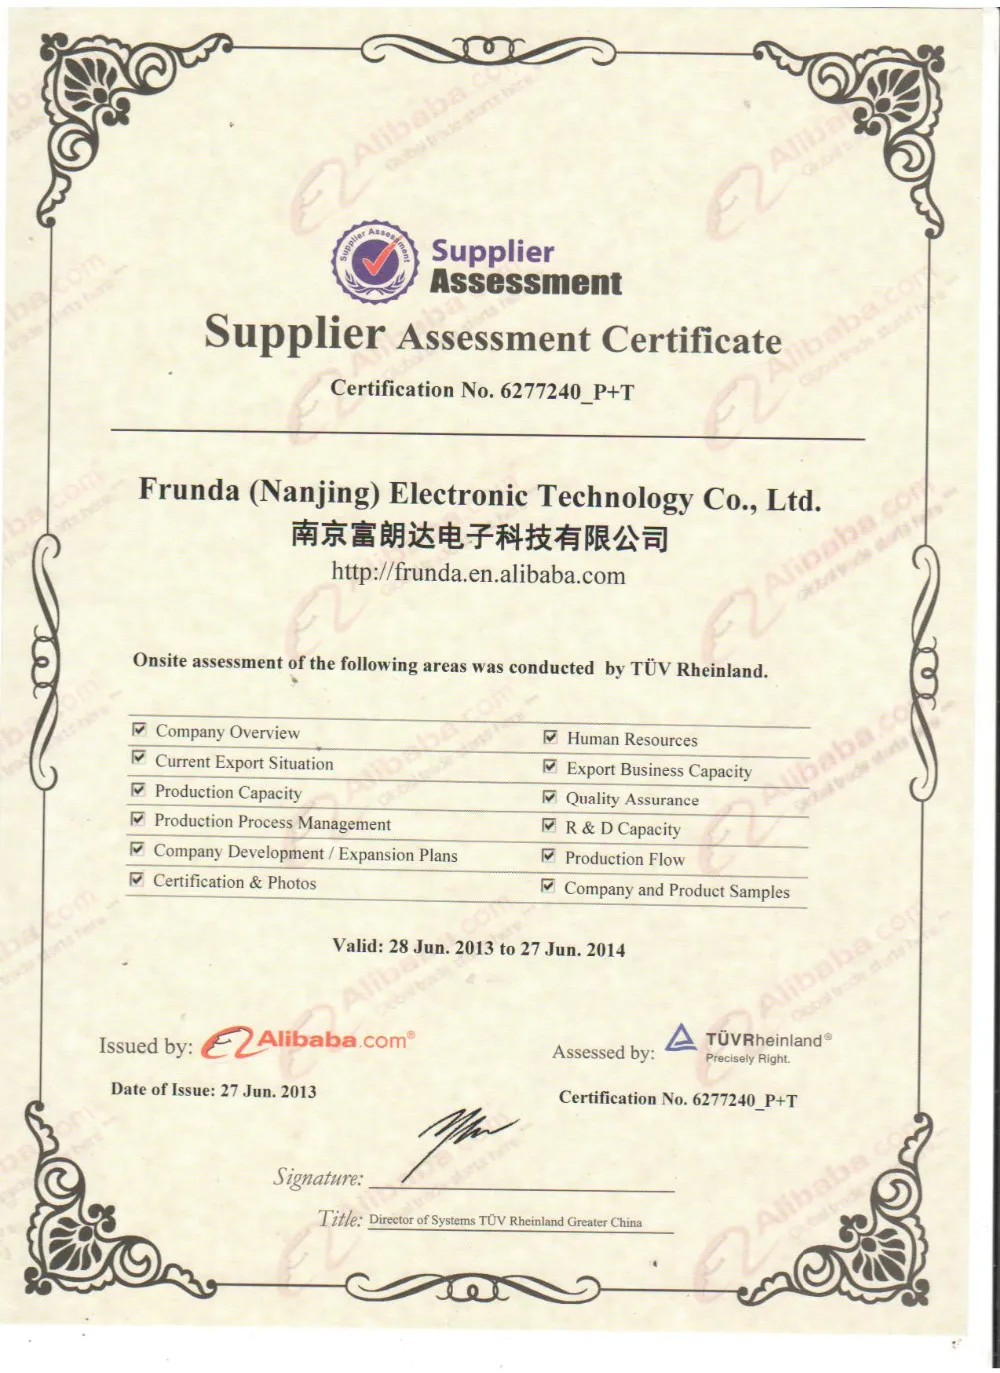 Supplier Assessment
Supplier
Assessment
Supplier Assessment Certificate
Certification No. 6277240_P+T
Frunda (Nanjing) Electronic Technology Co., Ltd.
南京富朗达电子科技有限公司
http://frunda.en.alibaba.com
Onsite assessment of the following areas was conducted by TÜV Rheinland.
Company Overview
Human Resources
Current Export Situation
Export Business Capacity
Production Capacity
Quality Assurance
Production Process Management
R & D Capacity
Company Development / Expansion Plans
Production Flow
Certification & Photos
Company and Product Samples
Valid: 28 Jun. 2013 to 27 Jun. 2014
Issued by: Alibaba.com®
Date of Issue: 27 Jun. 2013
Assessed by: TÜVRheinland®
Precisely Right.
Certification No. 6277240_P+T
Signature:
Title: Director of Systems TÜV Rheinland Greater China